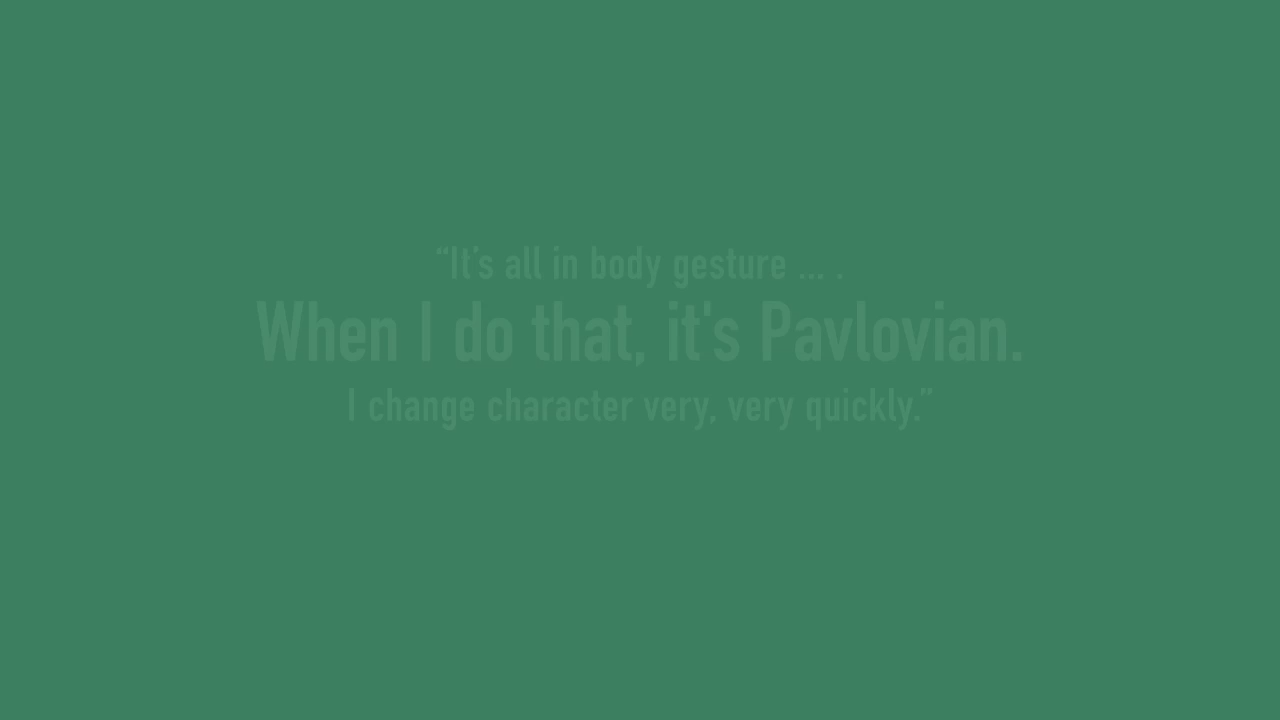 “It’s all in body gesture ... .
When I do that, it's Pavlovian.
I change character very, very quickly.”